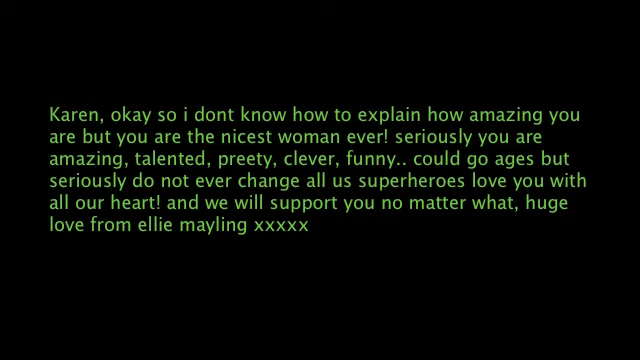 Karen, okay so i dont know how to explain how amazing you
are but you are the nicest woman ever! seriously you are
amazing, talented, preety, clever, funny.. could go ages but
seriously do not ever change all us superheroes love you with
all our heart! and we will support you no matter what, huge
love from ellie mayling xxxxx